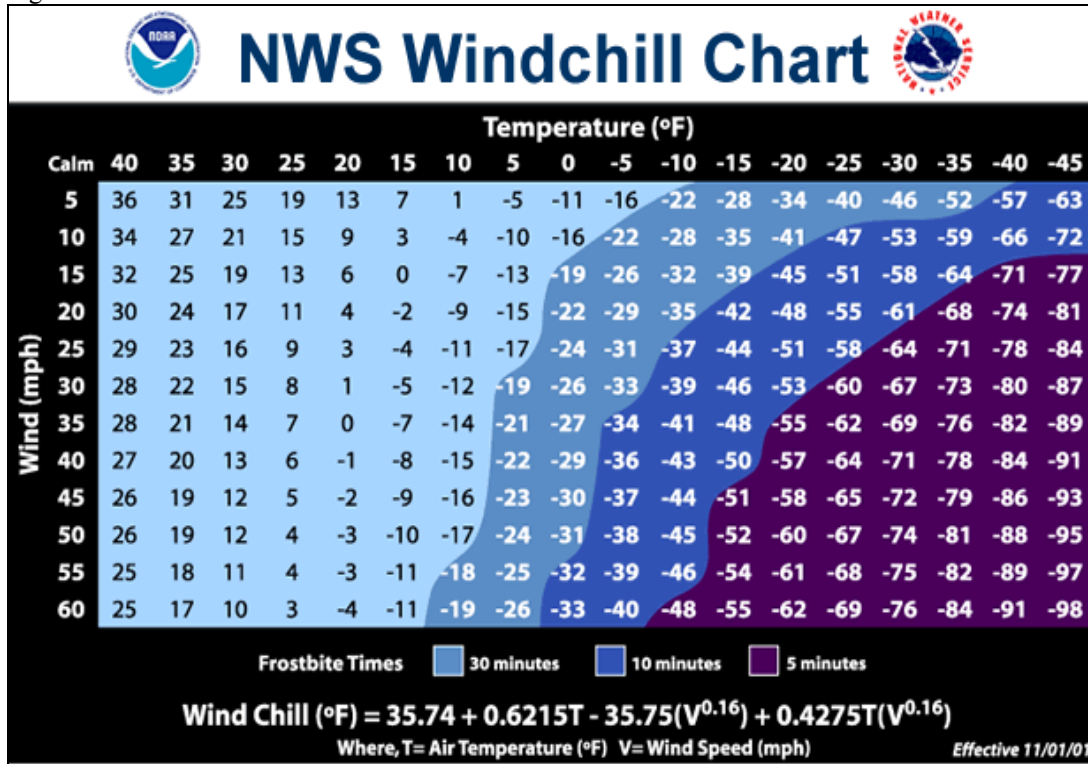 NOAA
NWS Windchill Chart
NATIONAL WEATHER SERVICE
Temperature (ºF)
Calm 40 35 30 25 20 15 10 5 0 -5 -10 -15 -20 -25 -30 -35 -40 -45
5 36 31 25 19 13 7 1 -5 -11 -16 -22 -28 -34 -40 -46 -52 -57 -63
10 34 27 21 15 9 3 -4 -10 -16 -22 -28 -35 -41 -47 -53 -59 -66 -72
15 32 25 19 13 6 0 -7 -13 -19 -26 -32 -39 -45 -51 -58 -64 -71 -77
20 30 24 17 11 4 -2 -9 -15 -22 -29 -35 -42 -48 -55 -61 -68 -74 -81
25 29 23 16 9 3 -4 -11 -17 -24 -31 -37 -44 -51 -58 -64 -71 -78 -84
30 28 22 15 8 1 -5 -12 -19 -26 -33 -39 -46 -53 -60 -67 -73 -80 -87
35 28 21 14 7 0 -7 -14 -21 -27 -34 -41 -48 -55 -62 -69 -76 -82 -89
40 27 20 13 6 -1 -8 -15 -22 -29 -36 -43 -50 -57 -64 -71 -78 -84 -91
45 26 19 12 5 -2 -9 -16 -23 -30 -37 -44 -51 -58 -65 -72 -79 -86 -93
50 26 19 12 4 -3 -10 -17 -24 -31 -38 -45 -52 -60 -67 -74 -81 -88 -95
55 25 18 11 4 -3 -11 -18 -25 -32 -39 -46 -54 -61 -68 -75 -82 -89 -97
60 25 17 10 3 -4 -11 -19 -26 -33 -40 -48 -55 -62 -69 -76 -84 -91 -98
Wind (mph)
Frostbite Times 30 minutes 10 minutes 5 minutes
Wind Chill (ºF) = 35.74 + 0.6215T - 35.75(V^0.16) + 0.4275T(V^0.16)
Where, T= Air Temperature (ºF) V= Wind Speed (mph) Effective 11/01/01